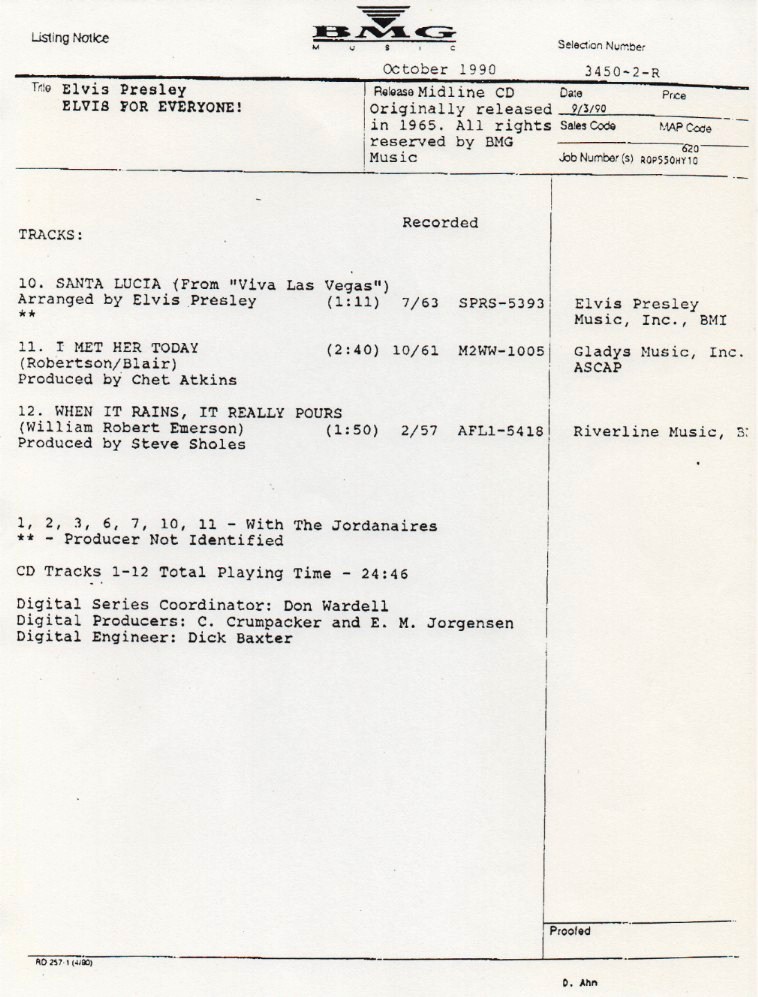 Listing Notice
BMG
MUSIC
Selection Number
October 1990
3450-2-R
Title Elvis Presley
ELVIS FOR EVERYONE!
Release Midline CD
Originally released
in 1965. All rights
reserved by BMG
Music
Date
Price
9/3/90
Sales Code
MAP Code
620
Job Number (s) ROP550HY10
Recorded
TRACKS:
10. SANTA LUCIA (From "Viva Las Vegas")
Arranged by Elvis Presley (1:11) 7/63 SPRS-5393 Elvis Presley
** Music, Inc., BMI
11. I MET HER TODAY (2:40) 10/61 M2WW-1005 Gladys Music, Inc.
(Robertson/Blair) ASCAP
Produced by Chet Atkins
12. WHEN IT RAINS, IT REALLY POURS
(William Robert Emerson) (1:50) 2/57 AFL1-5418 Riverline Music,
Produced by Steve Sholes
1, 2, 3, 6, 7, 10, 11 - With The Jordanaires
** - Producer Not Identified
CD Tracks 1-12 Total Playing Time - 24:46
Digital Series Coordinator: Don Wardell
Digital Producers: C. Crumpacker and E. M. Jorgensen
Digital Engineer: Dick Baxter
Proofed
RD 257-1 (4/80)
D. Ahn